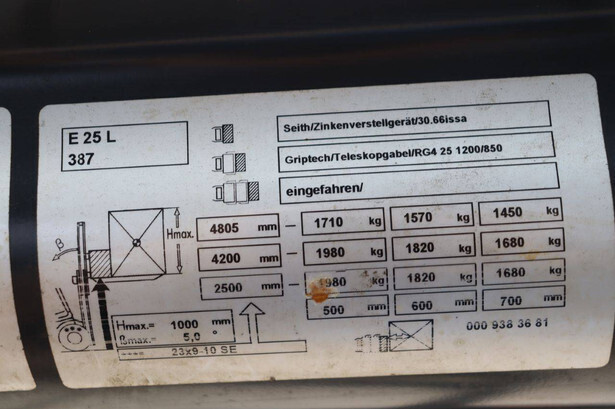 E 25 L
387
Seith/Zinkenverstellgerät/30.66issa
Griptech/Teleskopgabel/RG4 25 1200/850
eingefahren/
ß
Hmax.
4805 mm – 1710 kg 1570 kg 1450 kg
4200 mm – 1980 kg 1820 kg 1680 kg
2500 mm – 1980 kg 1820 kg 1680 kg
500 mm 600 mm 700 mm
Hmax.= 1000 mm
ßmax.= 5,0 °
23x9-10 SE
000 938 36 81